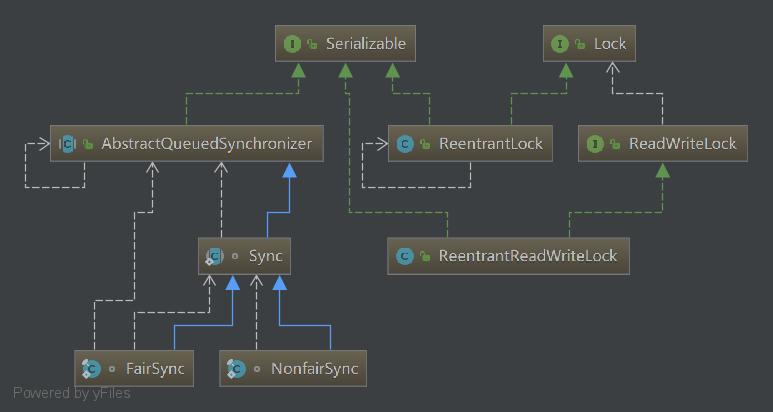 Serializable
Lock
AbstractQueuedSynchronizer
ReentrantLock
ReadWriteLock
Sync
ReentrantReadWriteLock
FairSync
NonfairSync
Powered by yFiles